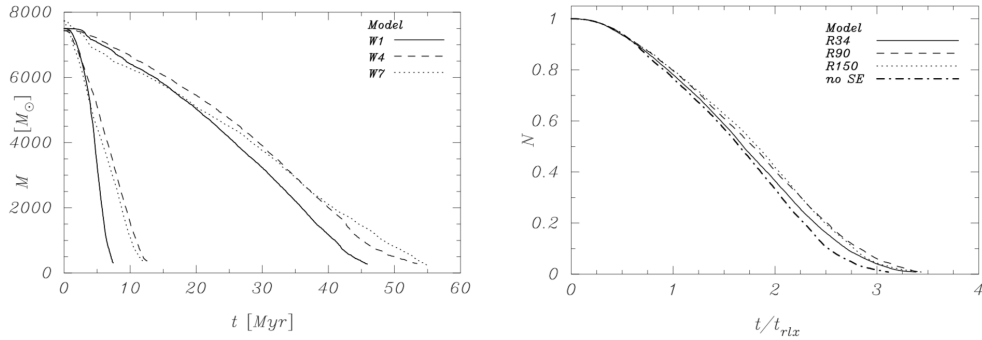 8000
6000
4000
2000
0
M [M⊙]
0 10 20 30 40 50 60
t [Myr]
Model
W1
W4
W7
1
0.8
0.6
0.4
0.2
0
N
0 1 2 3 4
t/t_rlx
Model
R34
R90
R150
no SE